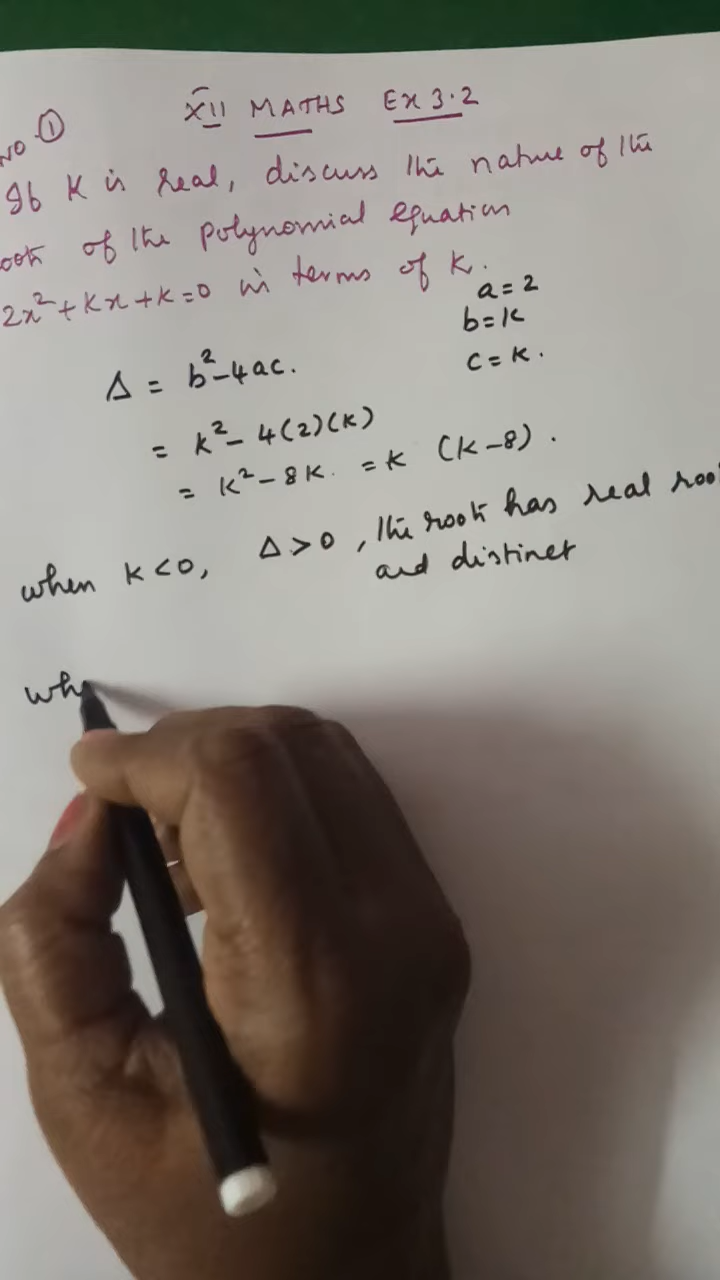 XII MATHS Ex 3.2
NO ①
If K is real, discuss the nature of the
of the polynomial equation
2x²+Kx+K=0 in terms of K.
a=2
b=K
c=K.
Δ = b²-4ac.
= K²- 4(2)(K)
= K²-8K. =K (K-8).
when K<0, Δ>0, the roots has real
and distinct
wh